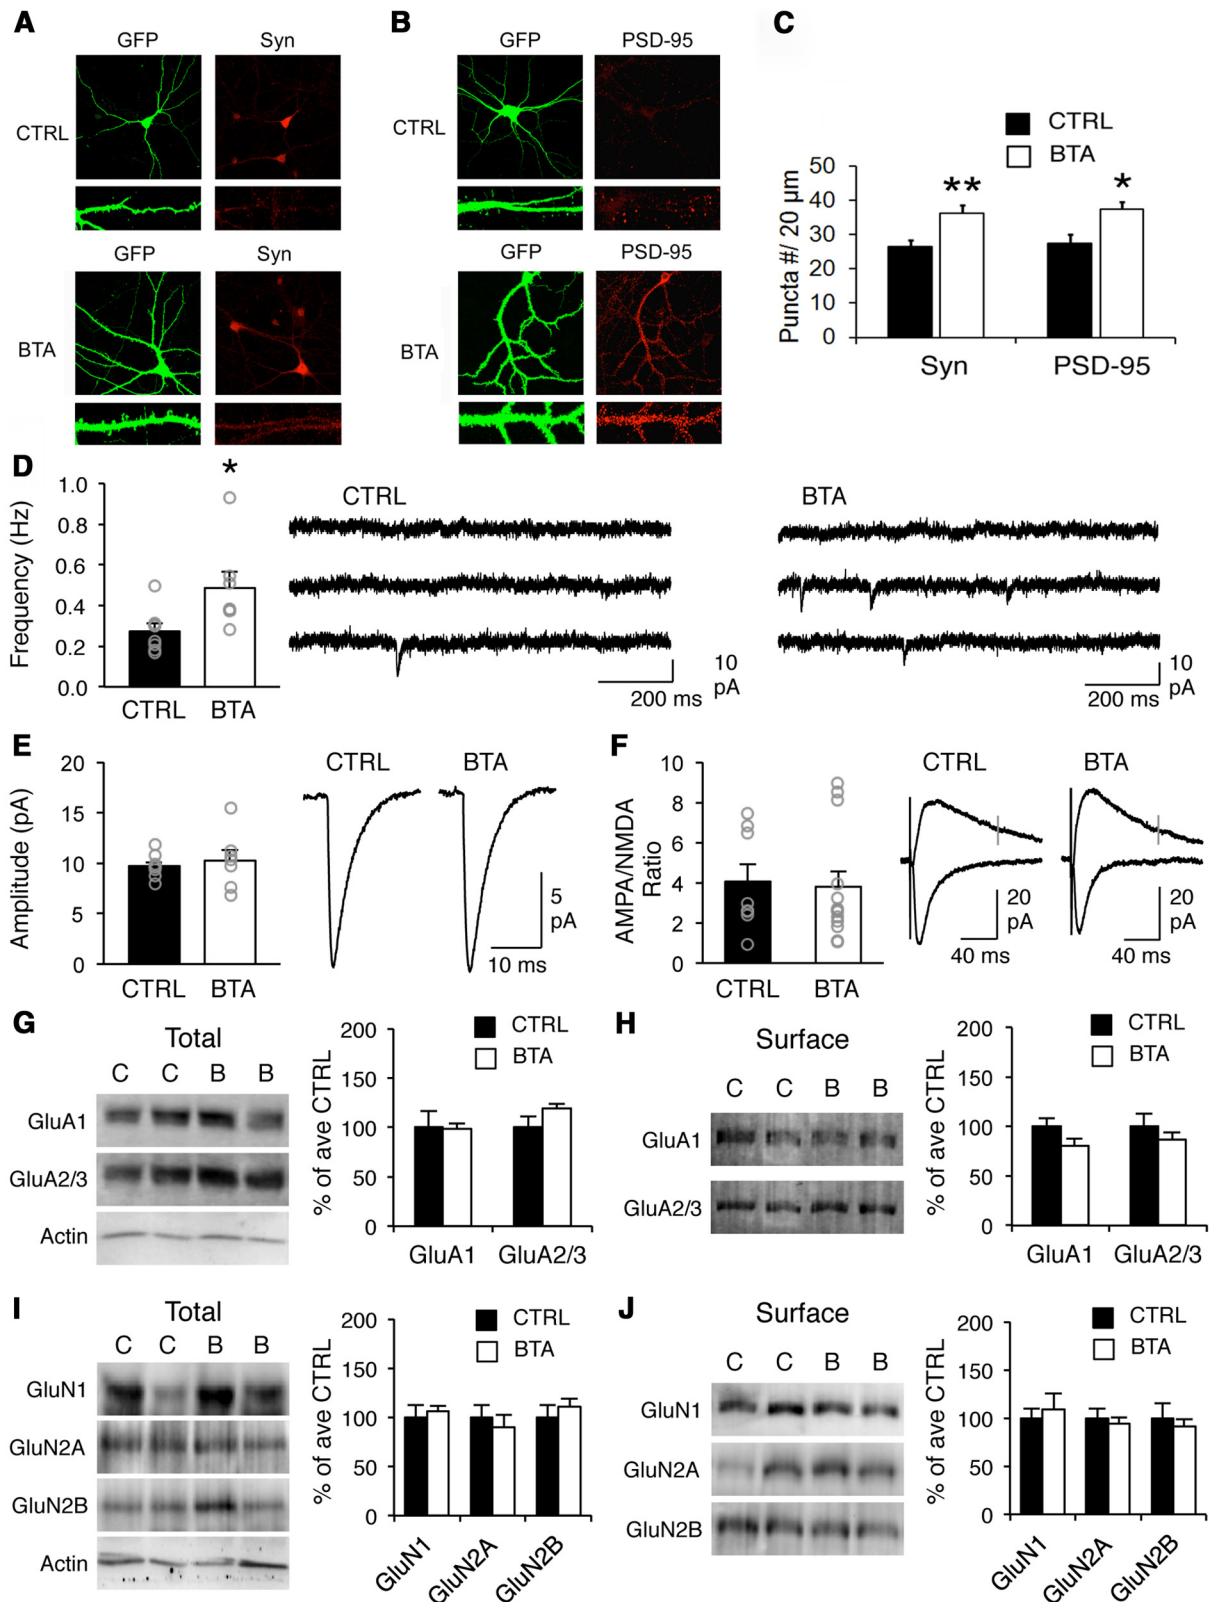 A
GFP Syn
CTRL
GFP Syn
BTA
B
GFP PSD-95
CTRL
GFP PSD-95
BTA
C
CTRL
BTA
Puncta #/ 20 µm
50
40
30
20
10
0
** *
Syn PSD-95
D
*
Frequency (Hz)
1.0
0.8
0.6
0.4
0.2
0.0
CTRL BTA
CTRL
10
pA
200 ms
BTA
10
pA
200 ms
E
Amplitude (pA)
20
15
10
5
0
CTRL BTA
CTRL BTA
5
pA
10 ms
F
AMPA/NMDA
Ratio
10
8
6
4
2
0
CTRL BTA
CTRL
20
pA
40 ms
BTA
20
pA
40 ms
G
Total
C C B B
GluA1
GluA2/3
Actin
% of ave CTRL
200
150
100
50
0
CTRL
BTA
GluA1 GluA2/3
H
Surface
C C B B
GluA1
GluA2/3
% of ave CTRL
200
150
100
50
0
CTRL
BTA
GluA1 GluA2/3
I
Total
C C B B
GluN1
GluN2A
GluN2B
Actin
% of ave CTRL
200
150
100
50
0
CTRL
BTA
GluN1 GluN2A GluN2B
J
Surface
C C B B
GluN1
GluN2A
GluN2B
% of ave CTRL
200
150
100
50
0
CTRL
BTA
GluN1 GluN2A GluN2B